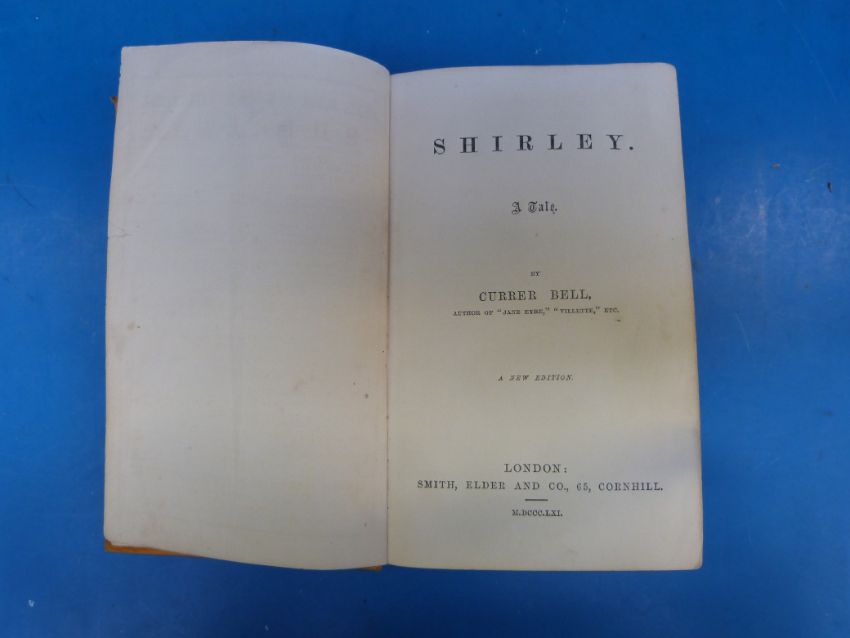 SHIRLEY.
A Tale.
BY
CURRER BELL,
AUTHOR OF "JANE EYRE," "VILLETTE," ETC.
A NEW EDITION.
LONDON:
SMITH, ELDER AND CO., 65, CORNHILL.
M.DCCC.LXI.